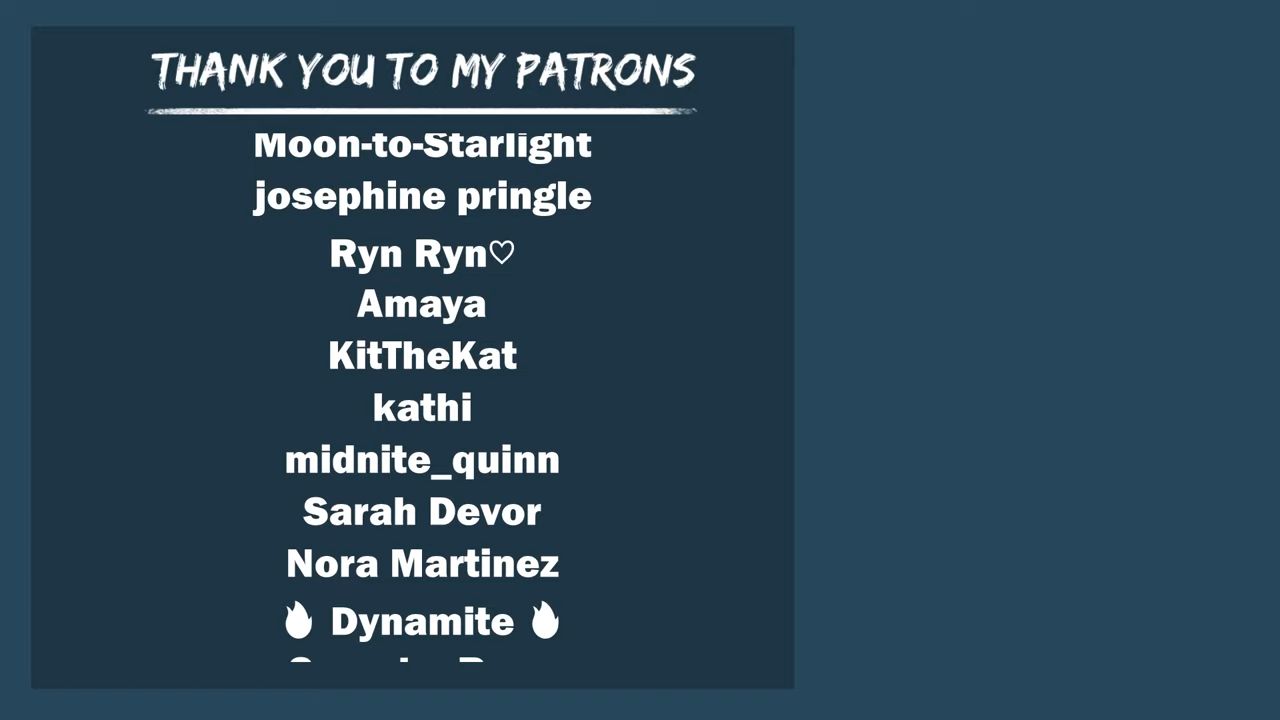 THANK YOU TO MY PATRONS
Moon-to-Starlight
josephine pringle
Ryn Ryn♡
Amaya
KitTheKat
kathi
midnite_quinn
Sarah Devor
Nora Martinez
🔥 Dynamite 🔥